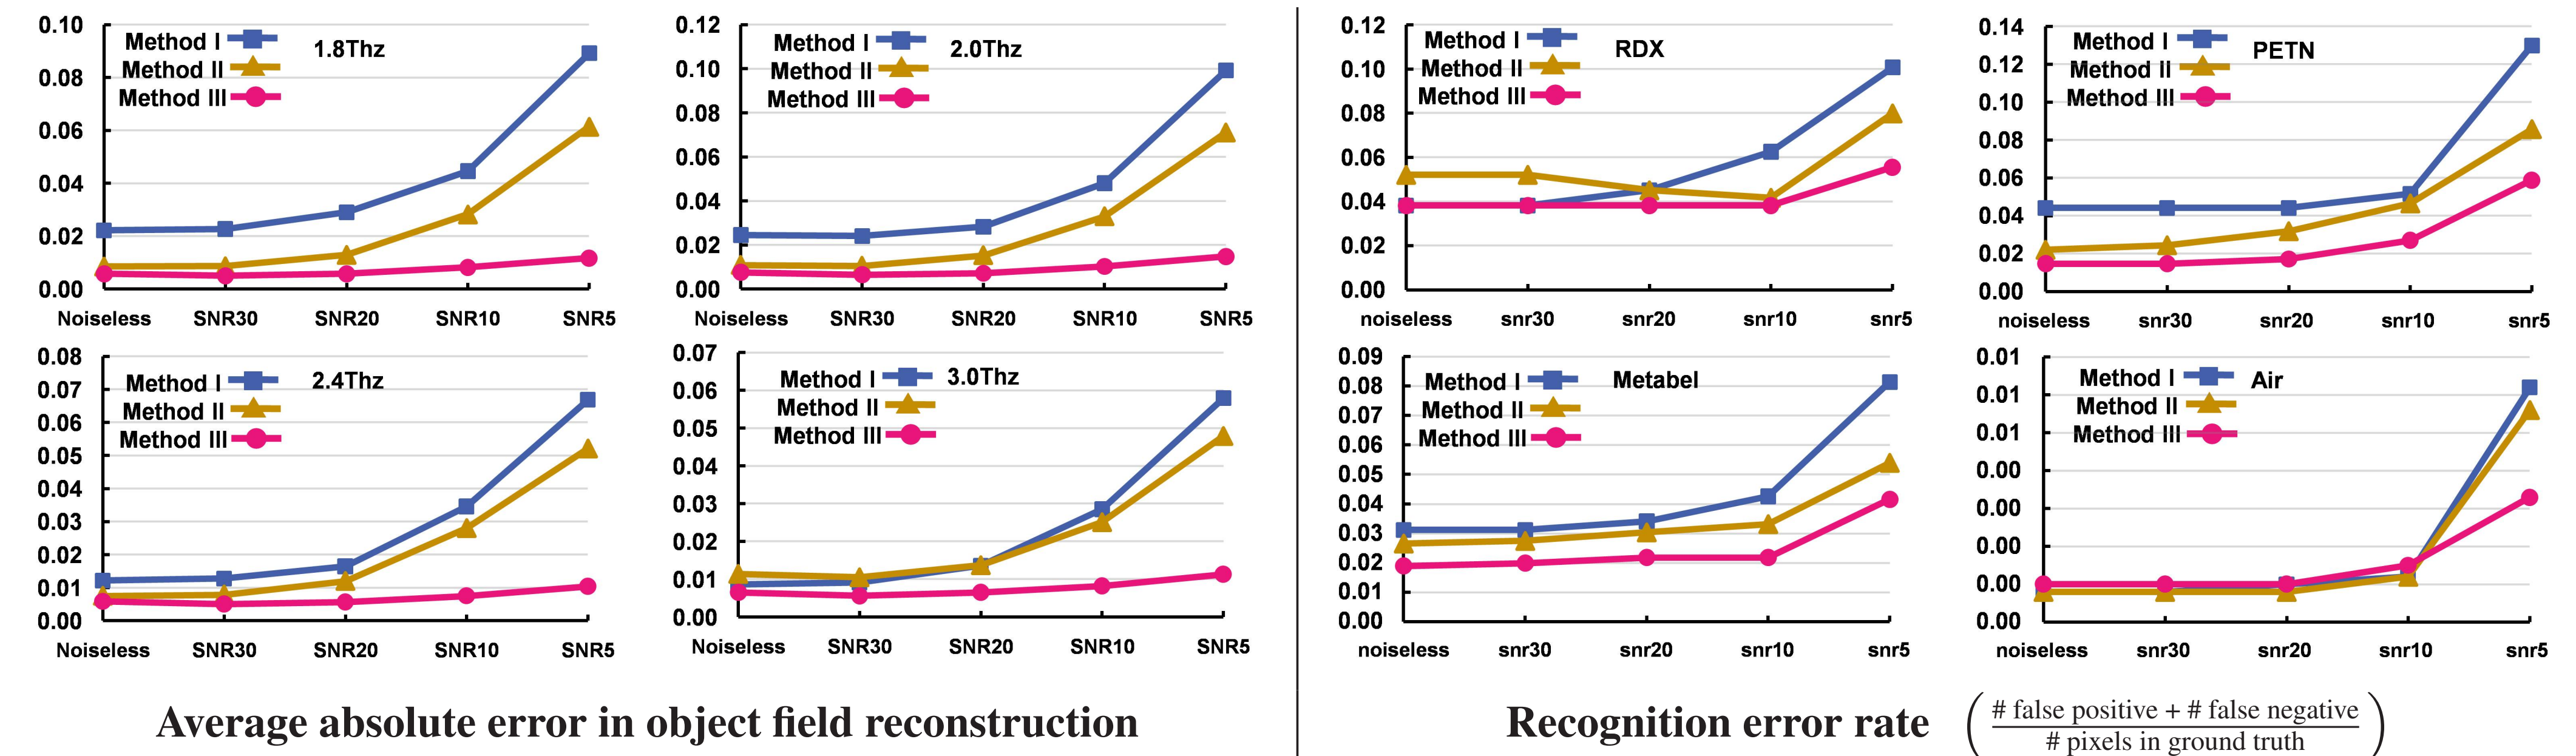 0.10
0.08
0.06
0.04
0.02
0.00
Method I
Method II
Method III
1.8Thz
Noiseless SNR30 SNR20 SNR10 SNR5
0.12
0.10
0.08
0.06
0.04
0.02
0.00
Method I
Method II
Method III
2.0Thz
Noiseless SNR30 SNR20 SNR10 SNR5
0.08
0.07
0.06
0.05
0.04
0.03
0.02
0.01
0.00
Method I
Method II
Method III
2.4Thz
Noiseless SNR30 SNR20 SNR10 SNR5
0.07
0.06
0.05
0.04
0.03
0.02
0.01
0.00
Method I
Method II
Method III
3.0Thz
Noiseless SNR30 SNR20 SNR10 SNR5
Average absolute error in object field reconstruction
0.12
0.10
0.08
0.06
0.04
0.02
0.00
Method I
Method II
Method III
RDX
noiseless snr30 snr20 snr10 snr5
0.14
0.12
0.10
0.08
0.06
0.04
0.02
0.00
Method I
Method II
Method III
PETN
noiseless snr30 snr20 snr10 snr5
0.09
0.08
0.07
0.06
0.05
0.04
0.03
0.02
0.01
0.00
Method I
Method II
Method III
Metabel
noiseless snr30 snr20 snr10 snr5
0.01
0.01
0.01
0.00
0.00
0.00
0.00
0.00
Method I
Method II
Method III
Air
noiseless snr30 snr20 snr10 snr5
Recognition error rate
(# false positive + # false negative
# pixels in ground truth)